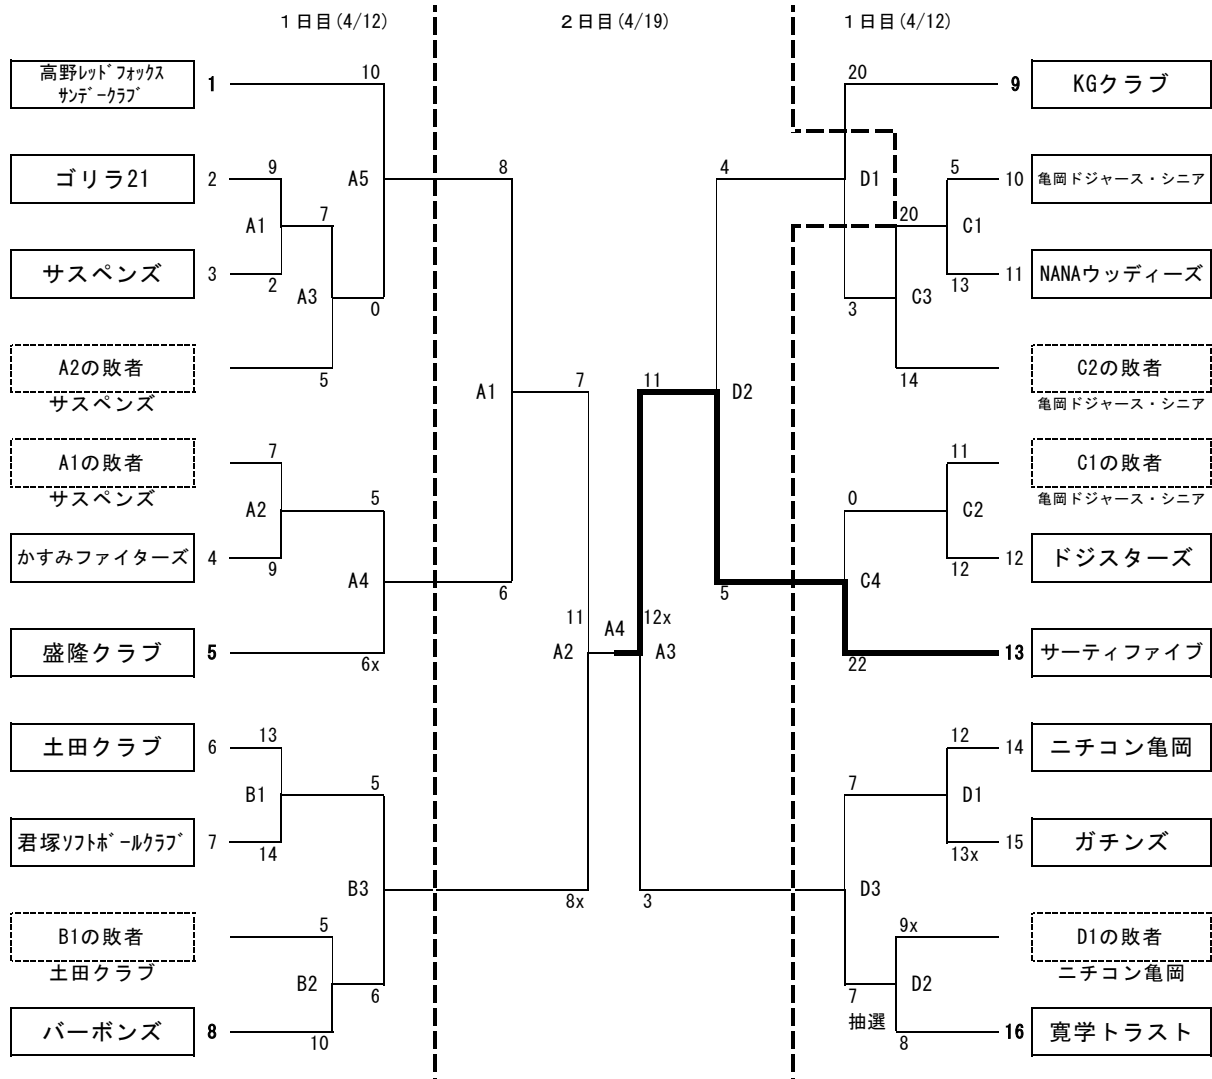 １日目(4/12)
２日目(4/19)
１日目(4/12)
高野ﾚｯﾄﾞﾌｫｯｸｽ
ｻﾝﾃﾞｰｸﾗﾌﾞ
1
10
20
9
KGクラブ
ゴリラ21
2
9
A5
8
4
D1
5
10
亀岡ドジャース・シニア
A1
7
20
C1
サスペンズ
3
2
A3
0
3
C3
13
11
NANAウッディーズ
A2の敗者
サスペンズ
5
A1
7
11
D2
14
C2の敗者
亀岡ドジャース・シニア
A1の敗者
サスペンズ
7
A2
5
0
11
C2
C1の敗者
亀岡ドジャース・シニア
かすみファイターズ
4
9
A4
6
5
C4
12
12
ドジスターズ
盛隆クラブ
5
6x
11
A2
A4
12x
A3
22
13
サーティファイブ
土田クラブ
6
13
12
14
ニチコン亀岡
B1
5
7
D1
君塚ｿﾌﾄﾎﾞｰﾙｸﾗﾌﾞ
7
14
13x
15
ガチンズ
B3
8x
3
D3
B1の敗者
土田クラブ
5
9x
D1の敗者
ニチコン亀岡
B2
6
7
抽選
D2
バーボンズ
8
10
8
16
寛学トラスト